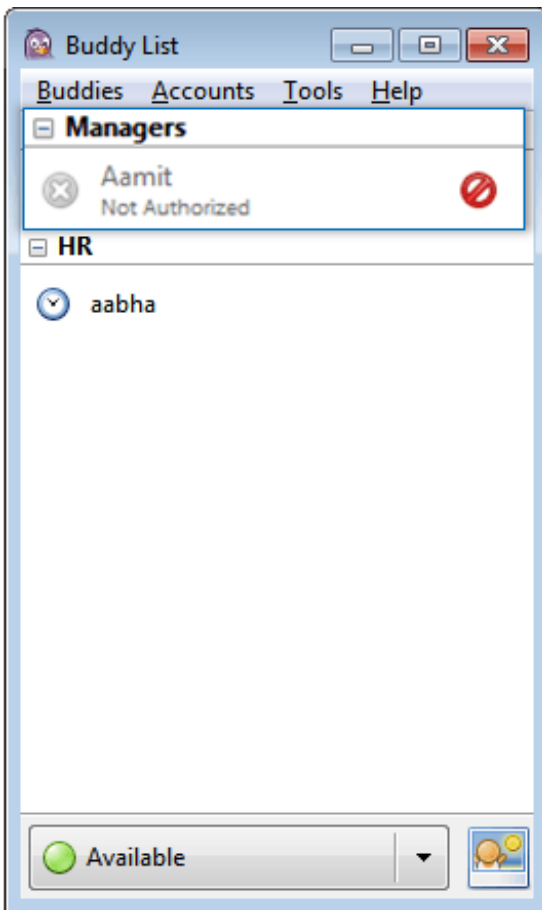 Buddy List
Buddies Accounts Tools Help
Managers
Aamit
Not Authorized
HR
aabha
Available